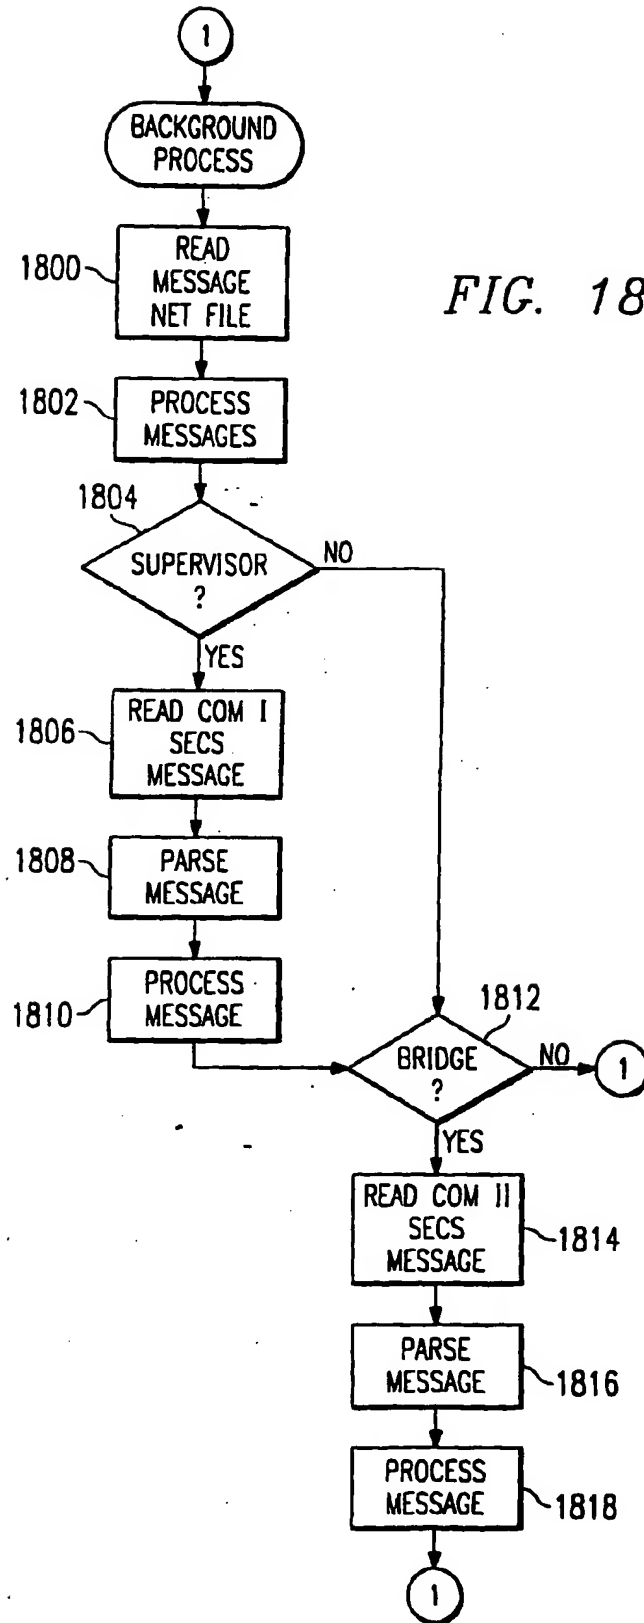 1
BACKGROUND
PROCESS
1800
READ
MESSAGE
NET FILE
FIG. 18
1802
PROCESS
MESSAGES
1804
SUPERVISOR
?
NO
YES
1806
READ COM I
SECS
MESSAGE
1808
PARSE
MESSAGE
1810
PROCESS
MESSAGE
1812
BRIDGE
?
NO
1
YES
READ COM II
SECS
MESSAGE
1814
PARSE
MESSAGE
1816
PROCESS
MESSAGE
1818
1